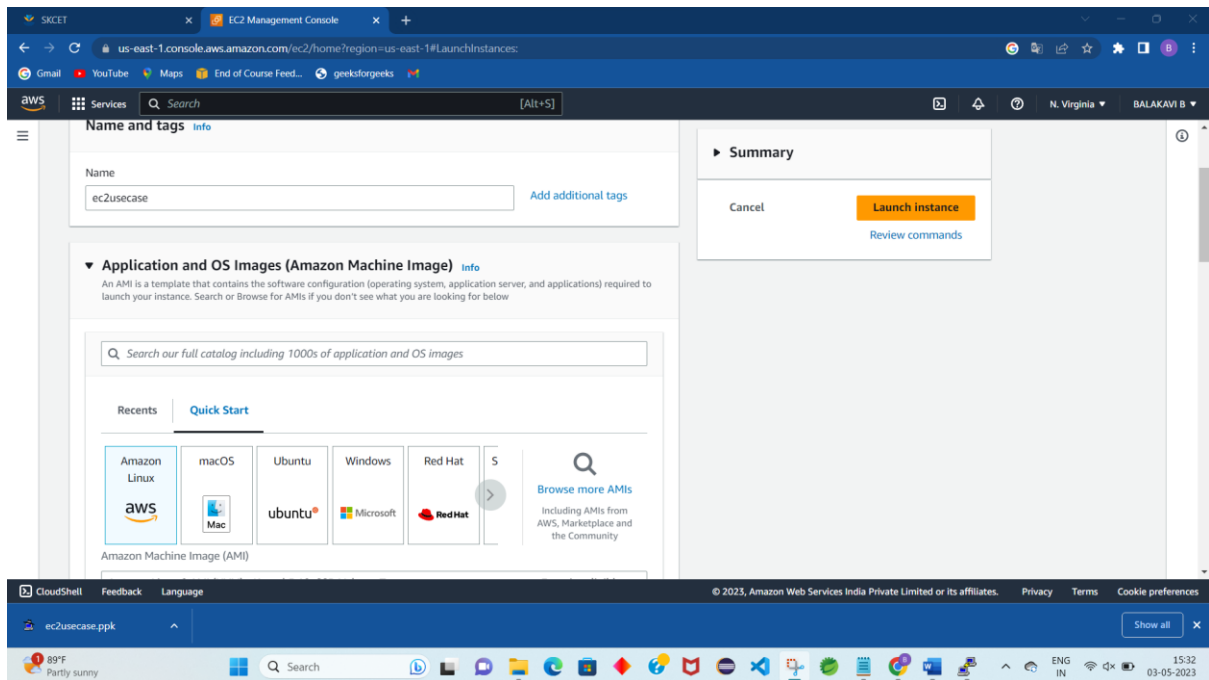 SKCET
EC2 Management Console
us-east-1.console.aws.amazon.com/ec2/home?region=us-east-1#LaunchInstances:
B
Gmail
YouTube
Maps
End of Course Feed...
geeksforgeeks
aws
Services
Search
[Alt+S]
N. Virginia
BALAKAVI B
Name and tags Info
Name
ec2usecase
Add additional tags
Summary
Cancel
Launch instance
Review commands
Application and OS Images (Amazon Machine Image) Info
An AMI is a template that contains the software configuration (operating system, application server, and applications) required to
launch your instance. Search or Browse for AMIs if you don't see what you are looking for below
Search our full catalog including 1000s of application and OS images
Recents
Quick Start
Amazon
Linux
aws
macOS
Mac
Ubuntu
ubuntu
Windows
Microsoft
Red Hat
Red Hat
S
Browse more AMIs
Including AMIs from
AWS, Marketplace and
the Community
Amazon Machine Image (AMI)
CloudShell
Feedback
Language
© 2023, Amazon Web Services India Private Limited or its affiliates.
Privacy
Terms
Cookie preferences
ec2usecase.ppk
Show all
1
89°F
Partly sunny
Search
ENG
IN
15:32
03-05-2023